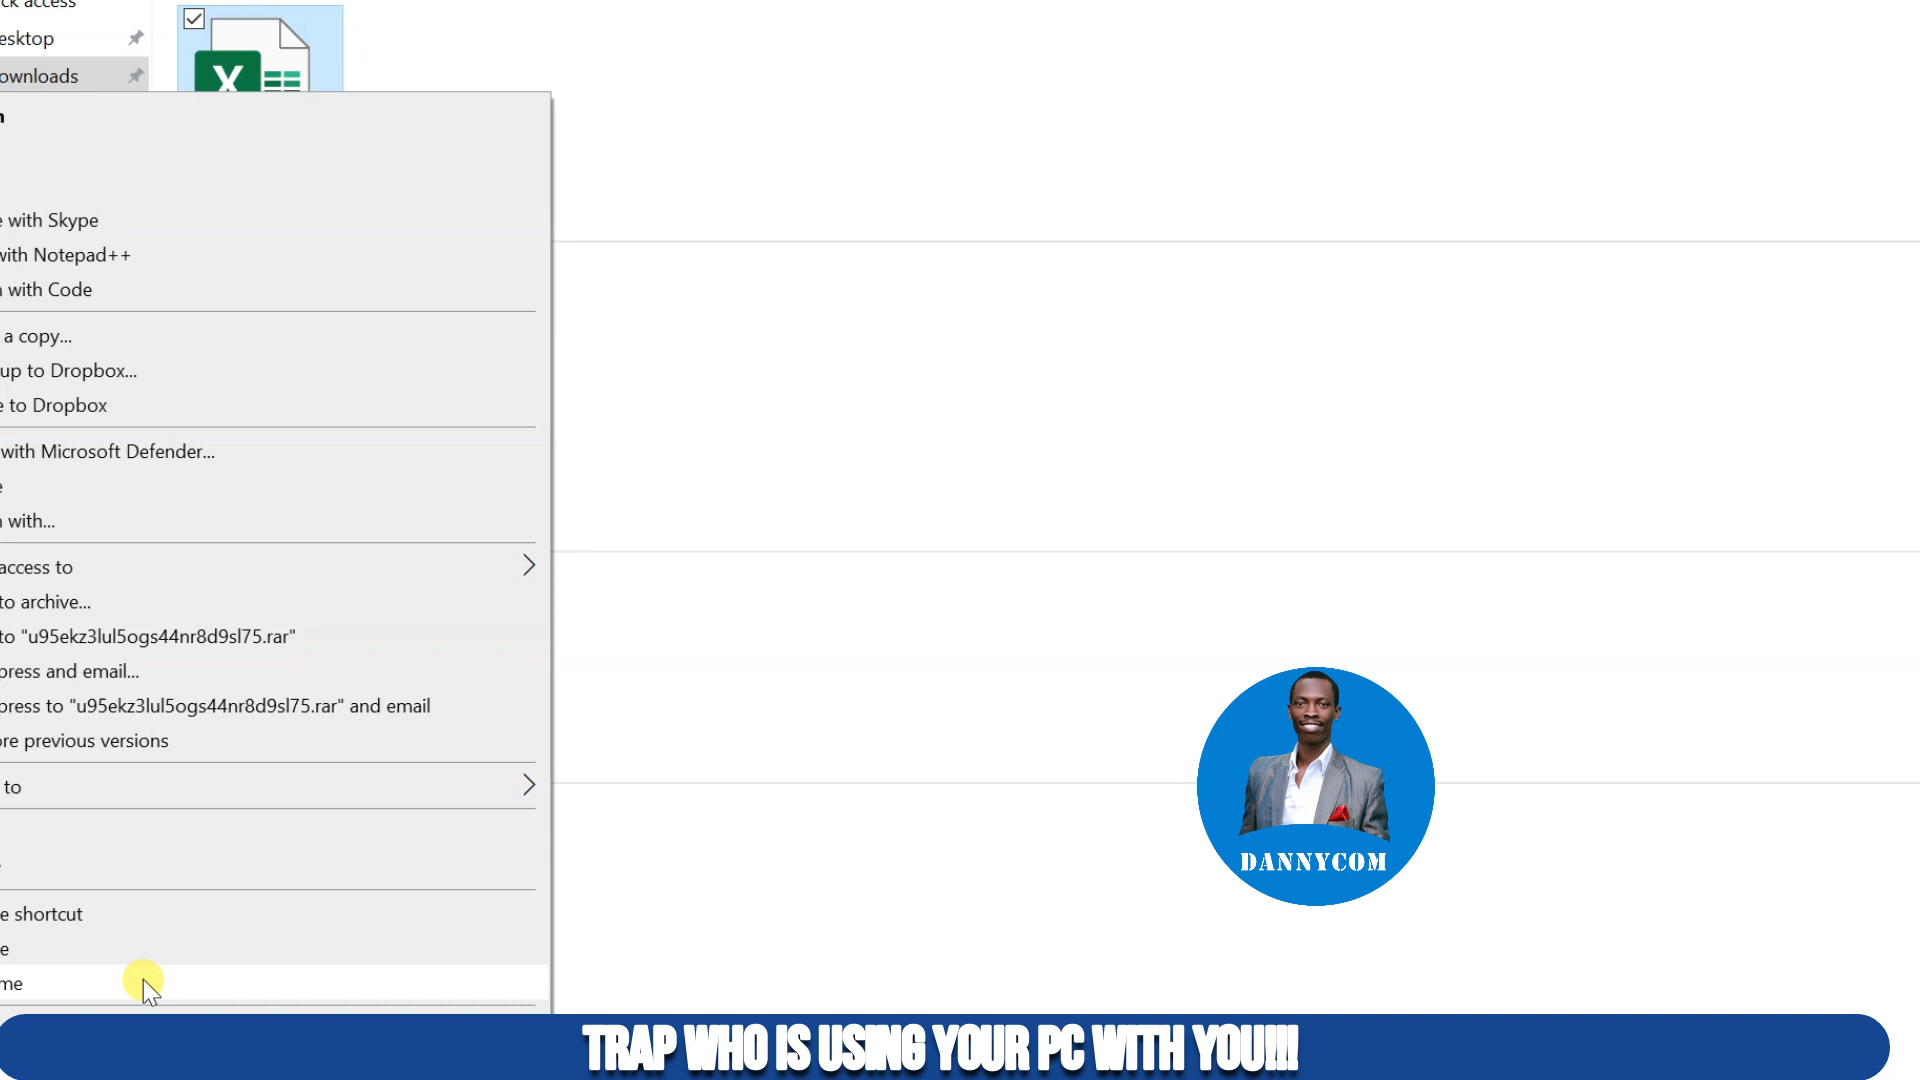 ck access
esktop
ownloads
X
n
e with Skype
with Notepad++
n with Code
a copy...
up to Dropbox...
e to Dropbox
with Microsoft Defender...
e
n with...
access to
to archive...
to "u95ekz3lul5ogs44nr8d9sl75.rar"
press and email...
press to "u95ekz3lul5ogs44nr8d9sl75.rar" and email
ore previous versions
to
e shortcut
e
me
DANNYCOM
TRAP WHO IS USING YOUR PC WITH YOU!!!